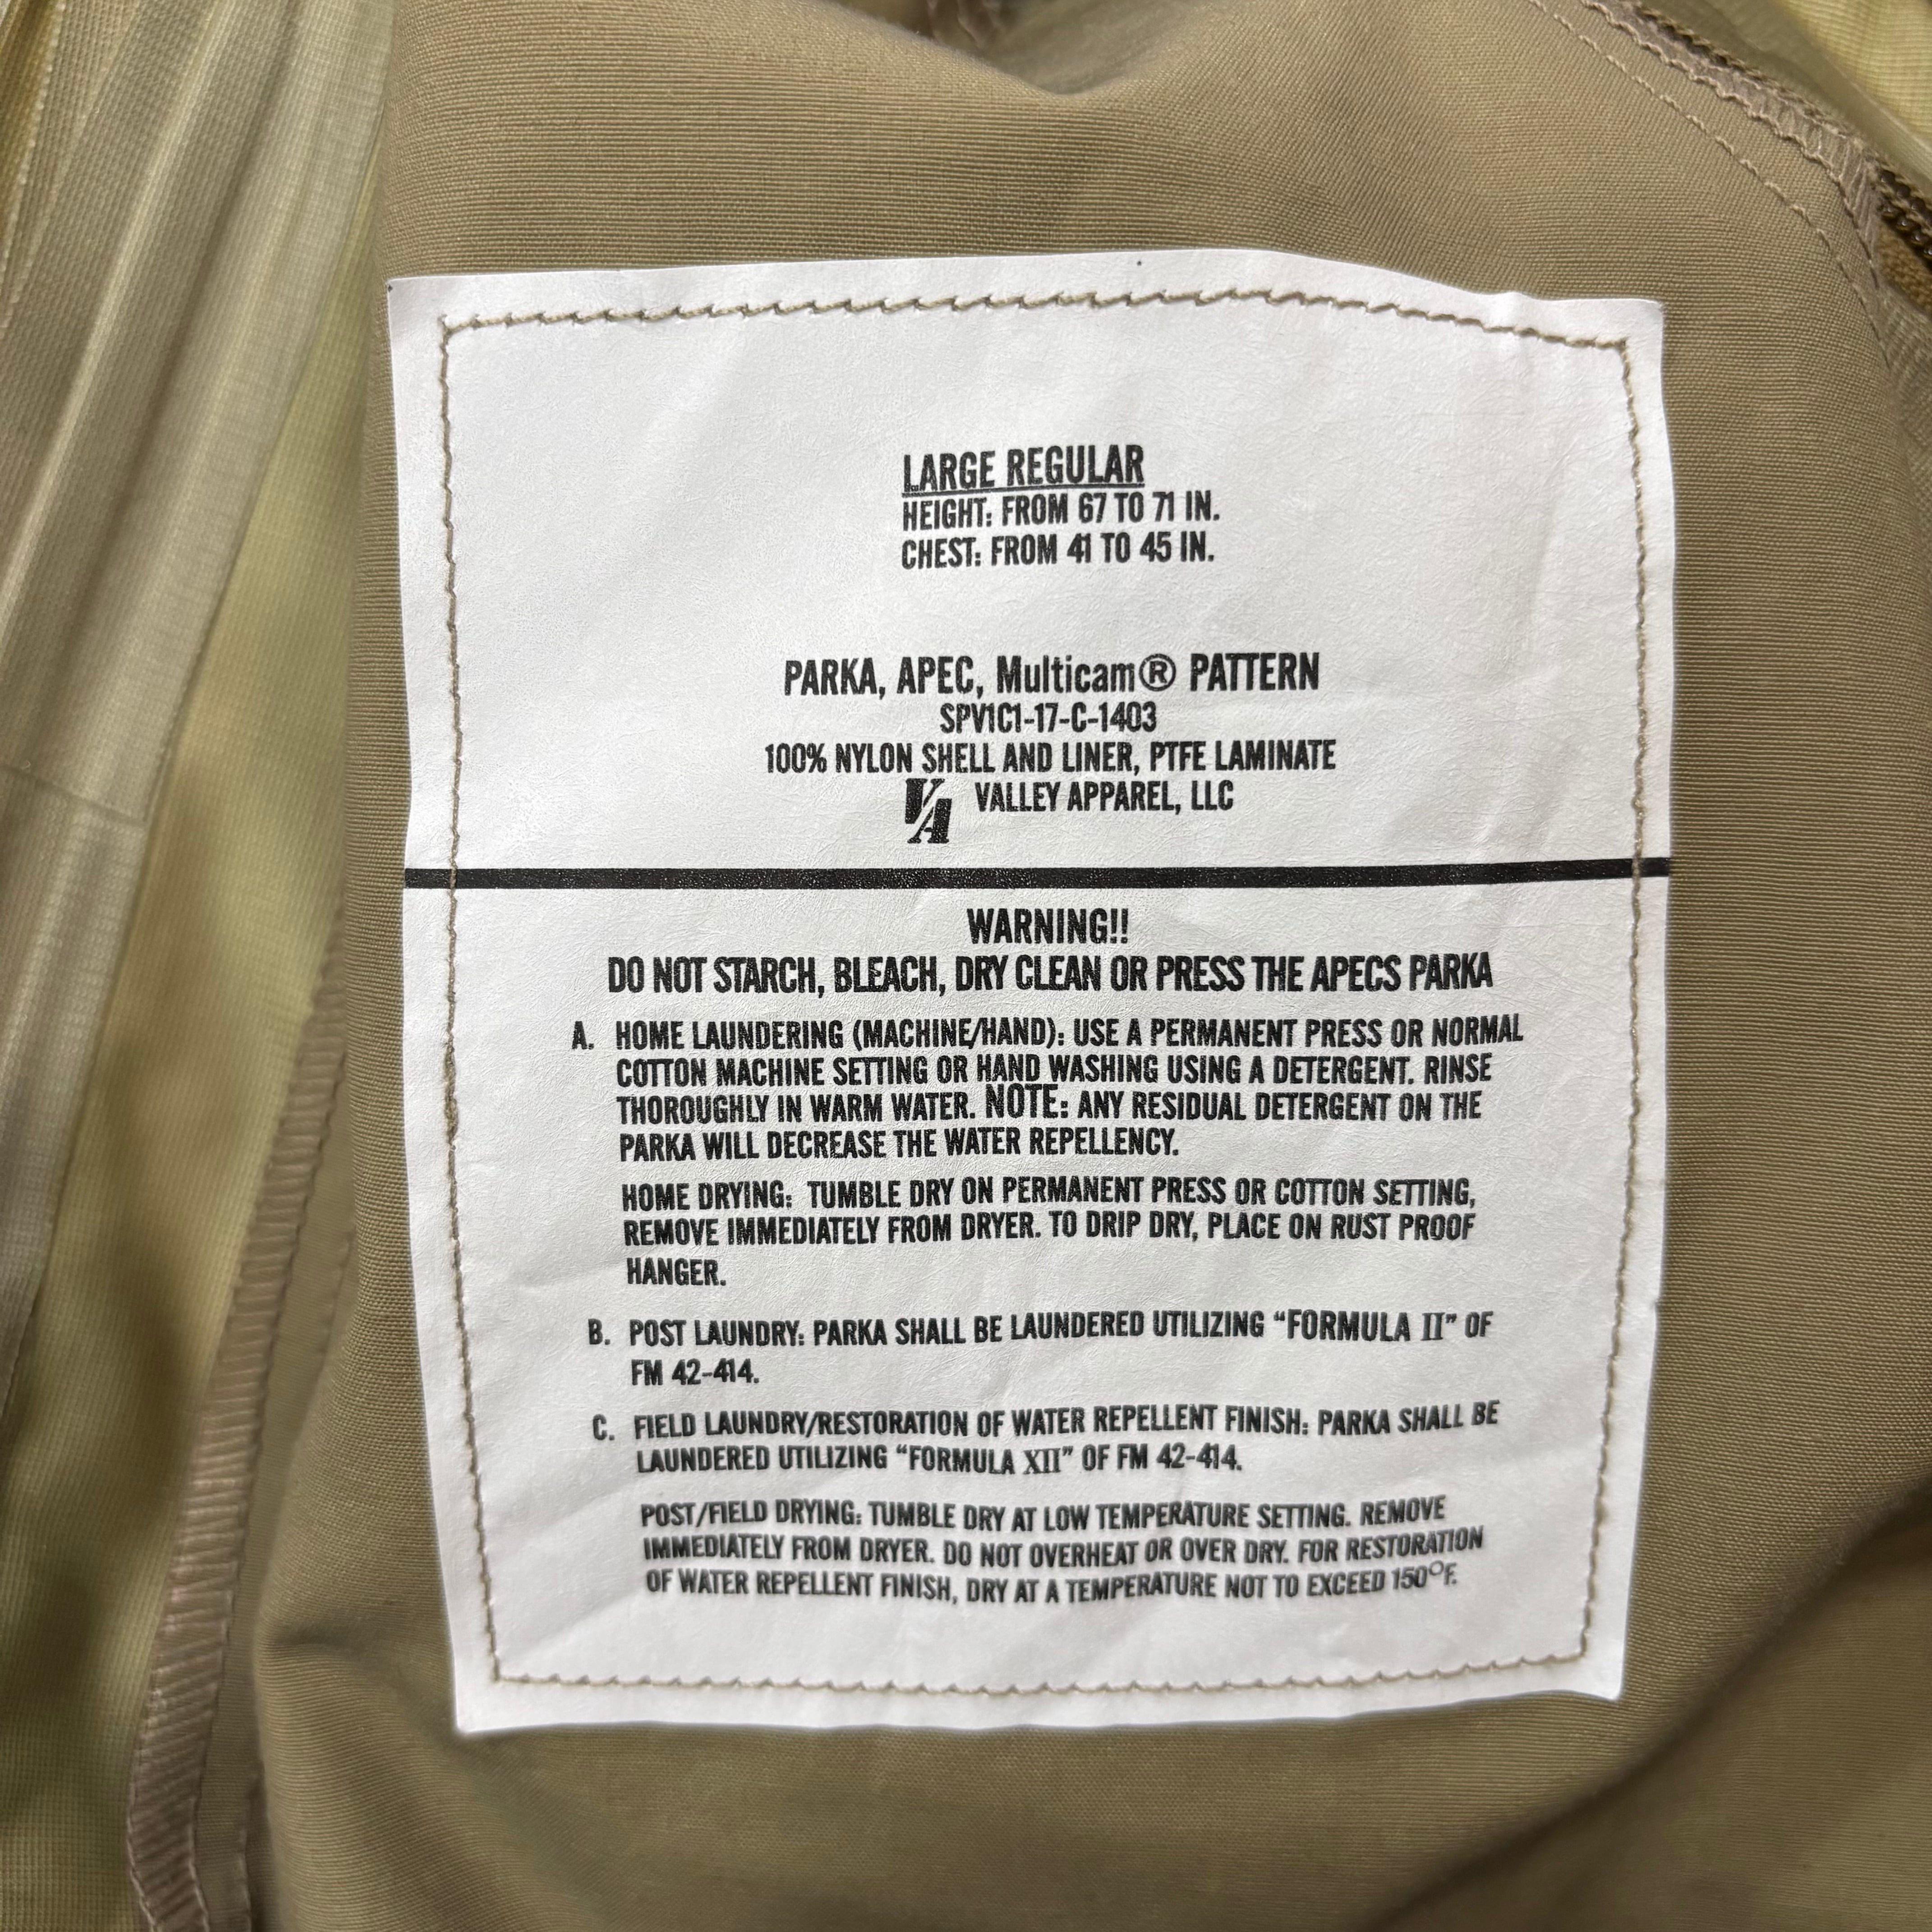 LARGE REGULAR
HEIGHT: FROM 67 TO 71 IN.
CHEST: FROM 41 TO 45 IN.
PARKA, APEC, Multicam® PATTERN
SPV1C1-17-C-1403
100% NYLON SHELL AND LINER, PTFE LAMINATE
VA VALLEY APPAREL, LLC
WARNING!!
DO NOT STARCH, BLEACH, DRY CLEAN OR PRESS THE APECS PARKA
A. HOME LAUNDERING (MACHINE/HAND): USE A PERMANENT PRESS OR NORMAL
COTTON MACHINE SETTING OR HAND WASHING USING A DETERGENT. RINSE
THOROUGHLY IN WARM WATER. NOTE: ANY RESIDUAL DETERGENT ON THE
PARKA WILL DECREASE THE WATER REPELLENCY.
HOME DRYING: TUMBLE DRY ON PERMANENT PRESS OR COTTON SETTING,
REMOVE IMMEDIATELY FROM DRYER. TO DRIP DRY, PLACE ON RUST PROOF
HANGER.
B. POST LAUNDRY: PARKA SHALL BE LAUNDERED UTILIZING “FORMULA II” OF
FM 42-414.
C. FIELD LAUNDRY/RESTORATION OF WATER REPELLENT FINISH: PARKA SHALL BE
LAUNDERED UTILIZING “FORMULA XII” OF FM 42-414.
POST/FIELD DRYING: TUMBLE DRY AT LOW TEMPERATURE SETTING. REMOVE
IMMEDIATELY FROM DRYER. DO NOT OVERHEAT OR OVER DRY. FOR RESTORATION
OF WATER REPELLENT FINISH, DRY AT A TEMPERATURE NOT TO EXCEED 150°F.